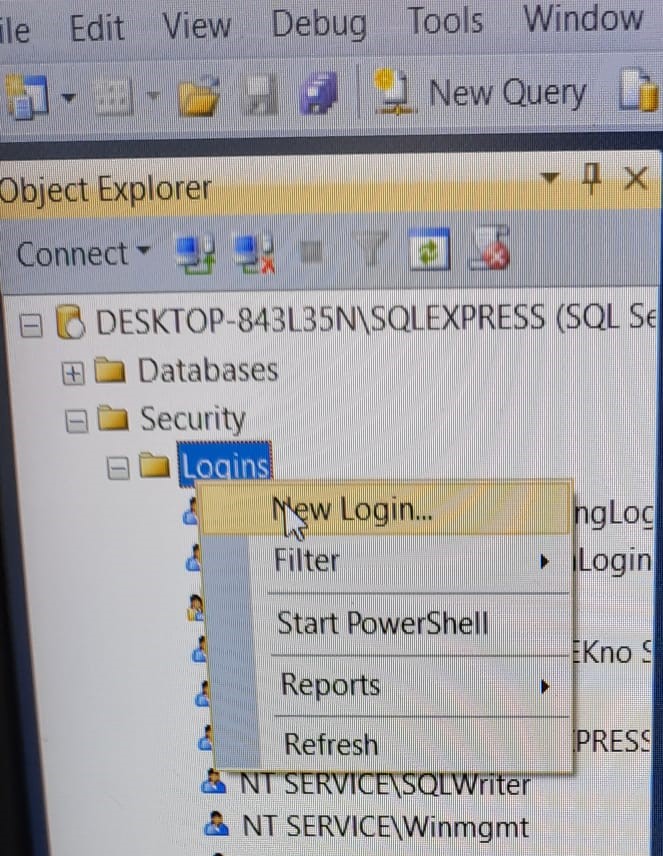 ile Edit View Debug Tools Window
New Query
Object Explorer
Connect
DESKTOP-843L35N\SQLEXPRESS (SQL Se
Databases
Security
Logins
New Login...
ngLog
Filter
Login
Start PowerShell
EKno S
Reports
Refresh
PRESS
NT SERVICE\SQLWriter
NT SERVICE\Winmgmt